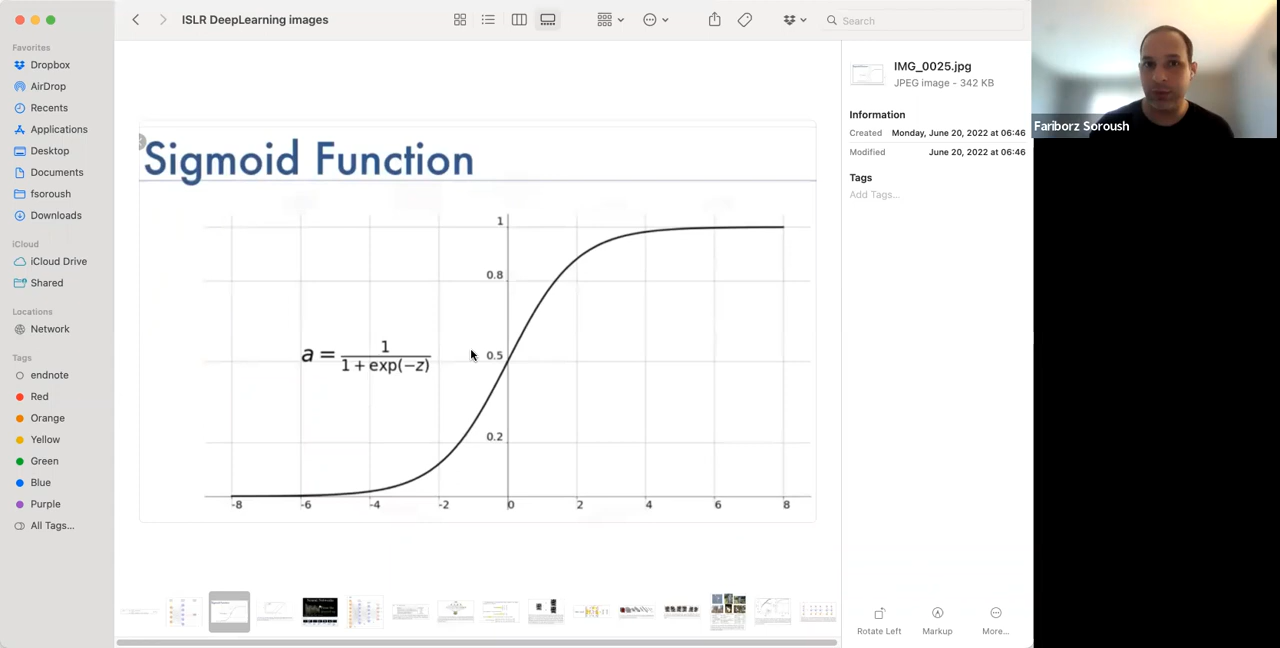 ISLR DeepLearning images
Search
Favorites
Dropbox
AirDrop
Recents
Applications
Desktop
Documents
fsoroush
Downloads
iCloud
iCloud Drive
Shared
Locations
Network
Tags
endnote
Red
Orange
Yellow
Green
Blue
Purple
All Tags...
Sigmoid Function
1
0.8
0.5
0.2
a = 1 / (1 + exp(−z))
-8 -6 -4 -2 0 2 4 6 8
IMG_0025.jpg
JPEG image - 342 KB
Information
Created Monday, June 20, 2022 at 06:46
Modified June 20, 2022 at 06:46
Tags
Add Tags...
Rotate Left
Markup
More...
Fariborz Soroush